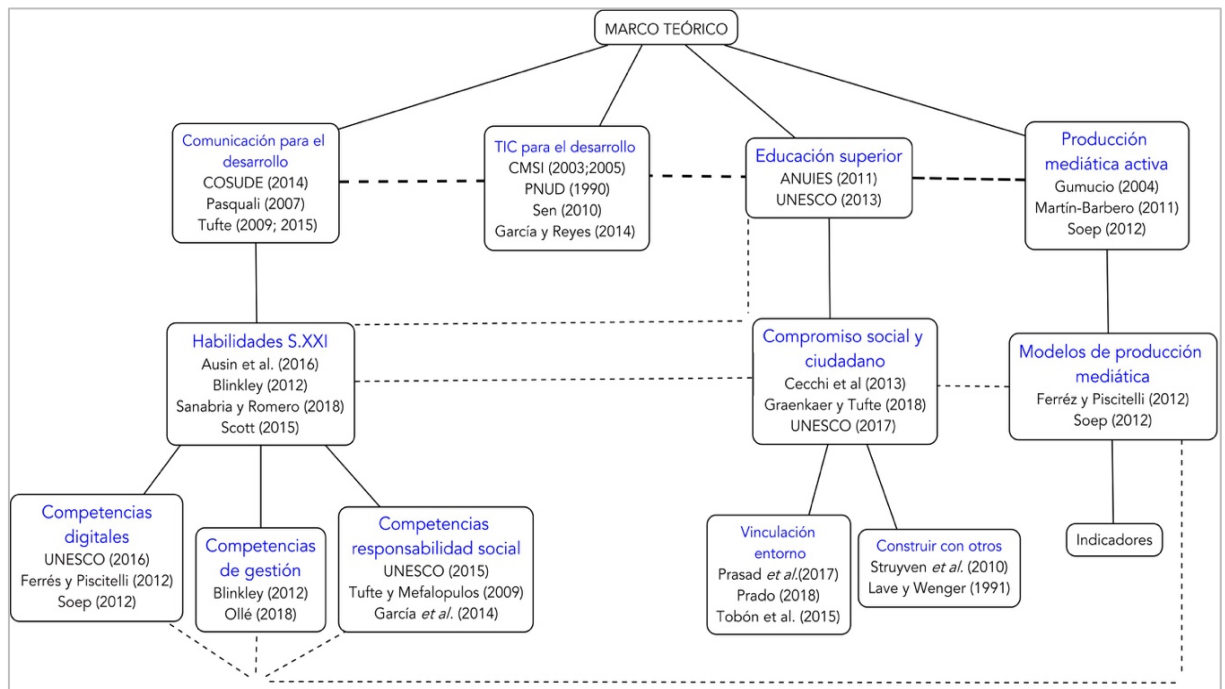 MARCO TEÓRICO
Comunicación para el
desarrollo
COSUDE (2014)
Pasquali (2007)
Tufte (2009; 2015)
TIC para el desarrollo
CMSI (2003;2005)
PNUD (1990)
Sen (2010)
García y Reyes (2014)
Educación superior
ANUIES (2011)
UNESCO (2013)
Producción
mediática activa
Gumucio (2004)
Martín-Barbero (2011)
Soep (2012)
Habilidades S.XXI
Ausin et al. (2016)
Blinkley (2012)
Sanabria y Romero (2018)
Scott (2015)
Compromiso social y
ciudadano
Cecchi et al (2013)
Graenkaer y Tufte (2018)
UNESCO (2017)
Modelos de producción
mediática
Ferréz y Piscitelli (2012)
Soep (2012)
Competencias
digitales
UNESCO (2016)
Ferrés y Piscitelli (2012)
Soep (2012)
Competencias
de gestión
Blinkley (2012)
Ollé (2018)
Competencias
responsabilidad social
UNESCO (2015)
Tufte y Mefalopulos (2009)
García et al. (2014)
Vinculación
entorno
Prasad et al.(2017)
Prado (2018)
Tobón et al. (2015)
Construir con otros
Struyven et al. (2010)
Lave y Wenger (1991)
Indicadores